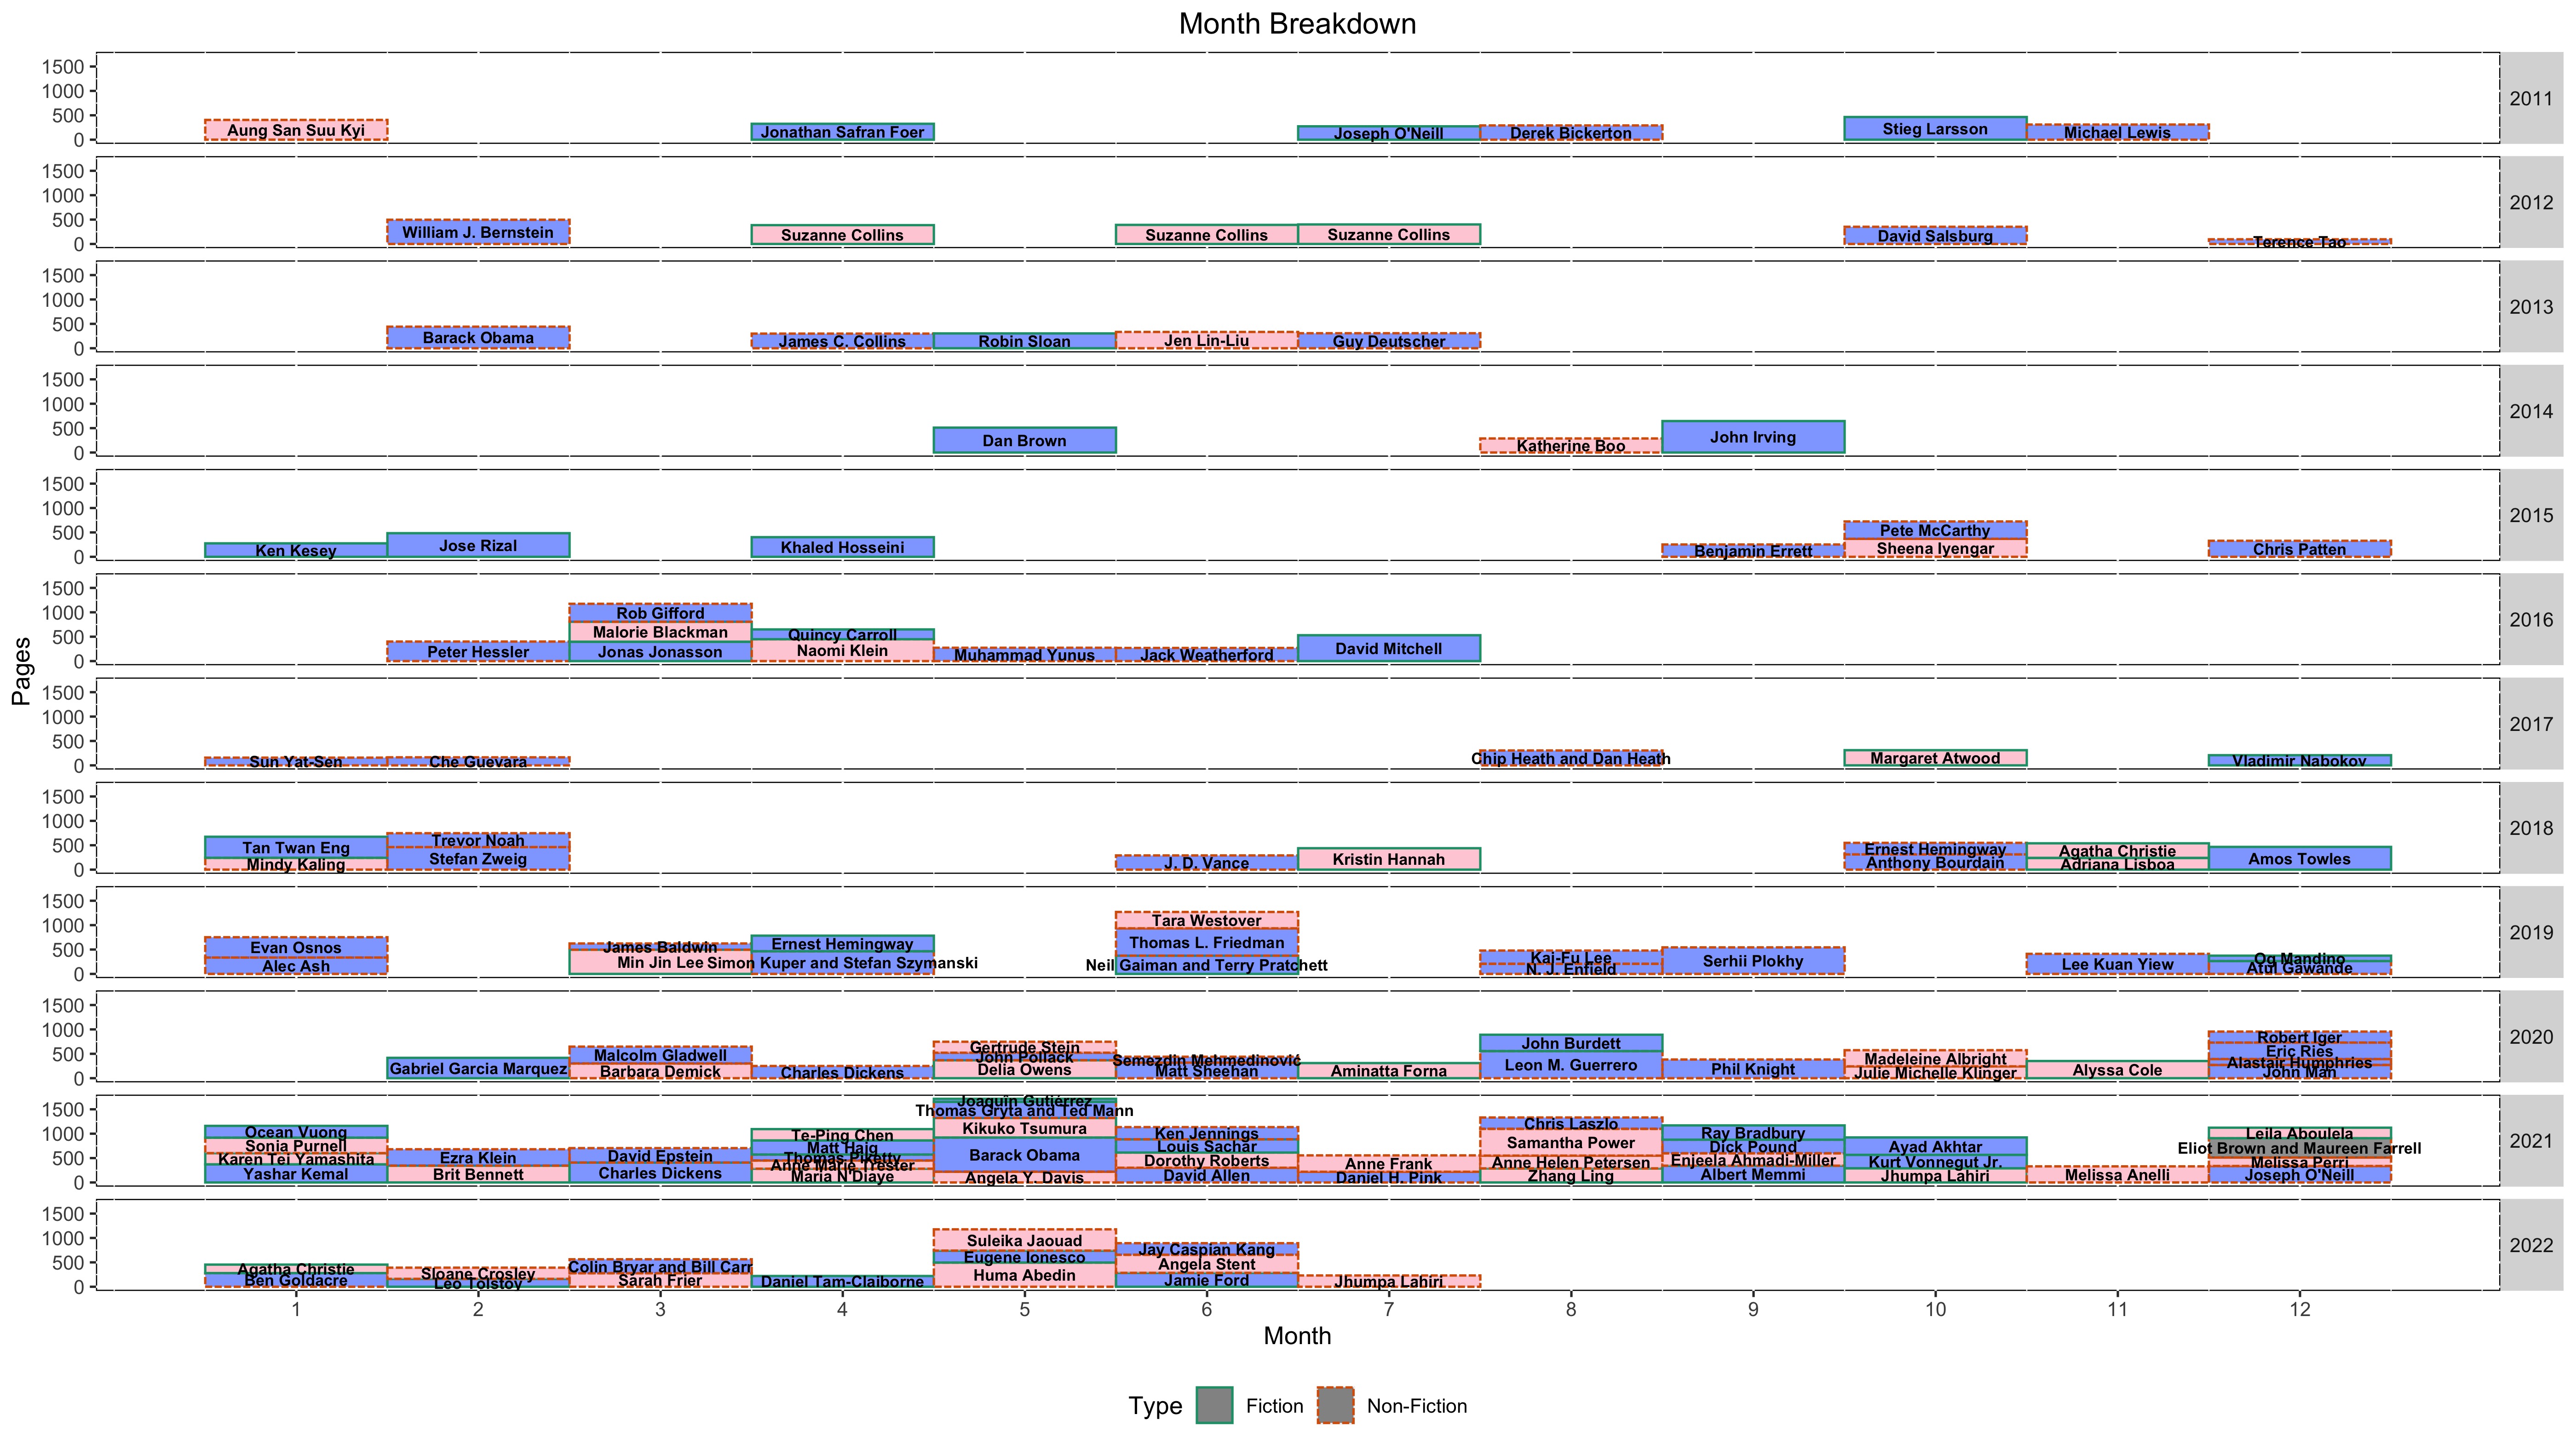 Month Breakdown
Pages
1500
1000
500
0
Aung San Suu Kyi
Jonathan Safran Foer
Joseph O'Neill
Derek Bickerton
Stieg Larsson
Michael Lewis
2011
1500
1000
500
0
William J. Bernstein
Suzanne Collins
Suzanne Collins
Suzanne Collins
David Salsburg
Terence Tao
2012
1500
1000
500
0
Barack Obama
James C. Collins
Robin Sloan
Jen Lin-Liu
Guy Deutscher
2013
1500
1000
500
0
Dan Brown
Katherine Boo
John Irving
2014
1500
1000
500
0
Ken Kesey
Jose Rizal
Khaled Hosseini
Benjamin Errett
Pete McCarthy
Sheena Iyengar
Chris Patten
2015
1500
1000
500
0
Peter Hessler
Rob Gifford
Malorie Blackman
Jonas Jonasson
Quincy Carroll
Naomi Klein
Muhammad Yunus
Jack Weatherford
David Mitchell
2016
1500
1000
500
0
Sun Yat-Sen
Che Guevara
Chip Heath and Dan Heath
Margaret Atwood
Vladimir Nabokov
2017
1500
1000
500
0
Tan Twan Eng
Mindy Kaling
Trevor Noah
Stefan Zweig
J. D. Vance
Kristin Hannah
Ernest Hemingway
Anthony Bourdain
Agatha Christie
Adriana Lisboa
Amos Towles
2018
1500
1000
500
0
Evan Osnos
Alec Ash
James Baldwin
Min Jin Lee
Ernest Hemingway
Simon Kuper and Stefan Szymanski
Tara Westover
Thomas L. Friedman
Neil Gaiman and Terry Pratchett
Kai-Fu Lee
N. J. Enfield
Serhii Plokhy
Lee Kuan Yiew
Og Mandino
Atul Gawande
2019
1500
1000
500
0
Gabriel Garcia Marquez
Malcolm Gladwell
Barbara Demick
Charles Dickens
Gertrude Stein
John Pollack
Delia Owens
Semezdin Mehmedinović
Matt Sheehan
Aminatta Forna
John Burdett
Leon M. Guerrero
Phil Knight
Madeleine Albright
Julie Michelle Klinger
Alyssa Cole
Robert Iger
Eric Ries
Alastair Humphries
John Man
2020
1500
1000
500
0
Ocean Vuong
Sonia Purnell
Karen Tei Yamashita
Yashar Kemal
Ezra Klein
Brit Bennett
David Epstein
Charles Dickens
Te-Ping Chen
Matt Haig
Thomas Piketty
Anne Marie Trester
Maria N'Diaye
Joaquín Gutiérrez
Thomas Gryta and Ted Mann
Kikuko Tsumura
Barack Obama
Angela Y. Davis
Ken Jennings
Louis Sachar
Dorothy Roberts
David Allen
Anne Frank
Daniel H. Pink
Chris Laszlo
Samantha Power
Anne Helen Petersen
Zhang Ling
Ray Bradbury
Dick Pound
Enjeela Ahmadi-Miller
Albert Memmi
Ayad Akhtar
Kurt Vonnegut Jr.
Jhumpa Lahiri
Melissa Anelli
Leila Aboulela
Eliot Brown and Maureen Farrell
Melissa Perri
Joseph O'Neill
2021
1500
1000
500
0
Agatha Christie
Ben Goldacre
Sloane Crosley
Leo Tolstoy
Colin Bryar and Bill Carr
Sarah Frier
Daniel Tam-Claiborne
Suleika Jaouad
Eugene Ionesco
Huma Abedin
Jay Caspian Kang
Angela Stent
Jamie Ford
Jhumpa Lahiri
2022
1 2 3 4 5 6 7 8 9 10 11 12
Month
Type Fiction Non-Fiction